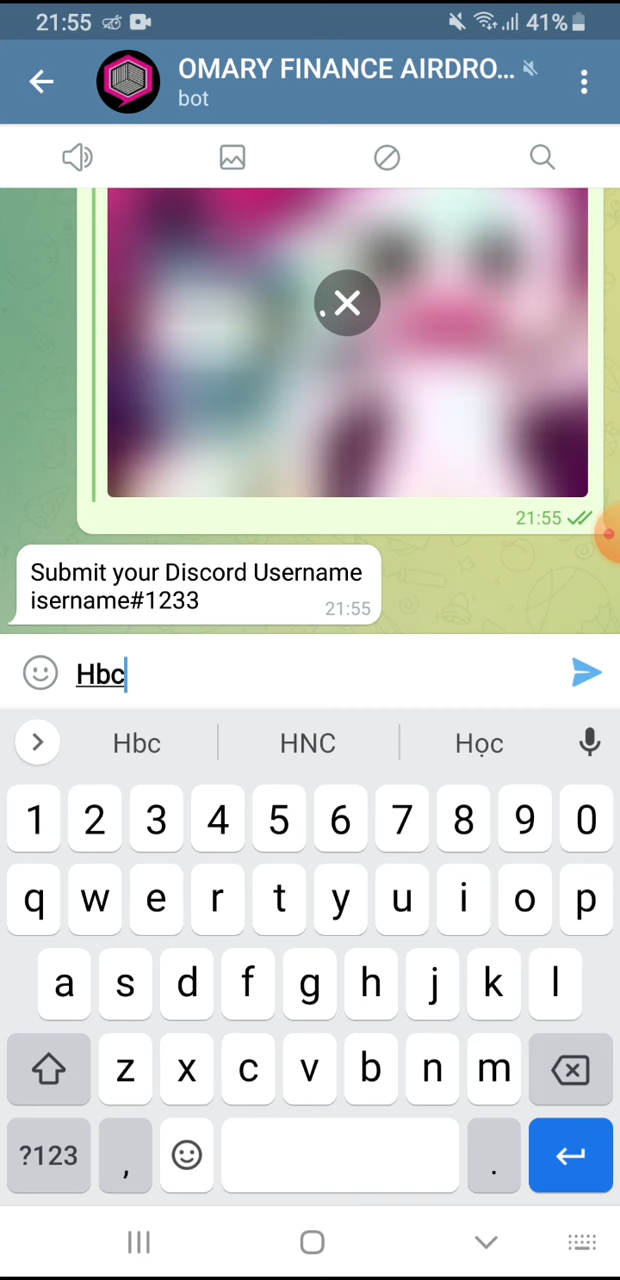 21:55
41%
OMARY FINANCE AIRDRO...
bot
21:55
Submit your Discord Username
isername#1233
21:55
Hbc
Hbc
HNC
Học
1 2 3 4 5 6 7 8 9 0
q w e r t y u i o p
a s d f g h j k l
z x c v b n m
?123 , .